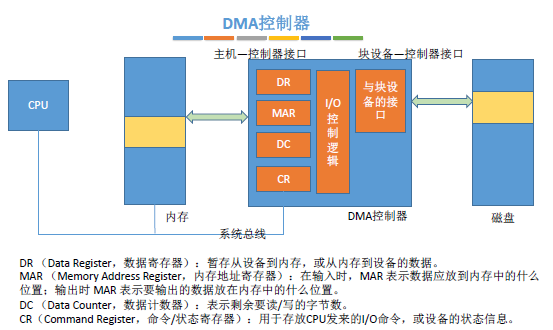 DMA控制器
主机—控制器接口
块设备—控制器接口
CPU
DR
MAR
DC
CR
I/O控制逻辑
与块设备的接口
内存
系统总线
DMA控制器
磁盘
DR（Data Register，数据寄存器）：暂存从设备到内存，或从内存到设备的数据。
MAR（Memory Address Register，内存地址寄存器）：在输入时，MAR 表示数据应放到内存中的什么
位置；输出时 MAR 表示要输出的数据放在内存中的什么位置。
DC（Data Counter，数据计数器）：表示剩余要读/写的字节数。
CR（Command Register，命令/状态寄存器）：用于存放CPU发来的I/O命令，或设备的状态信息。